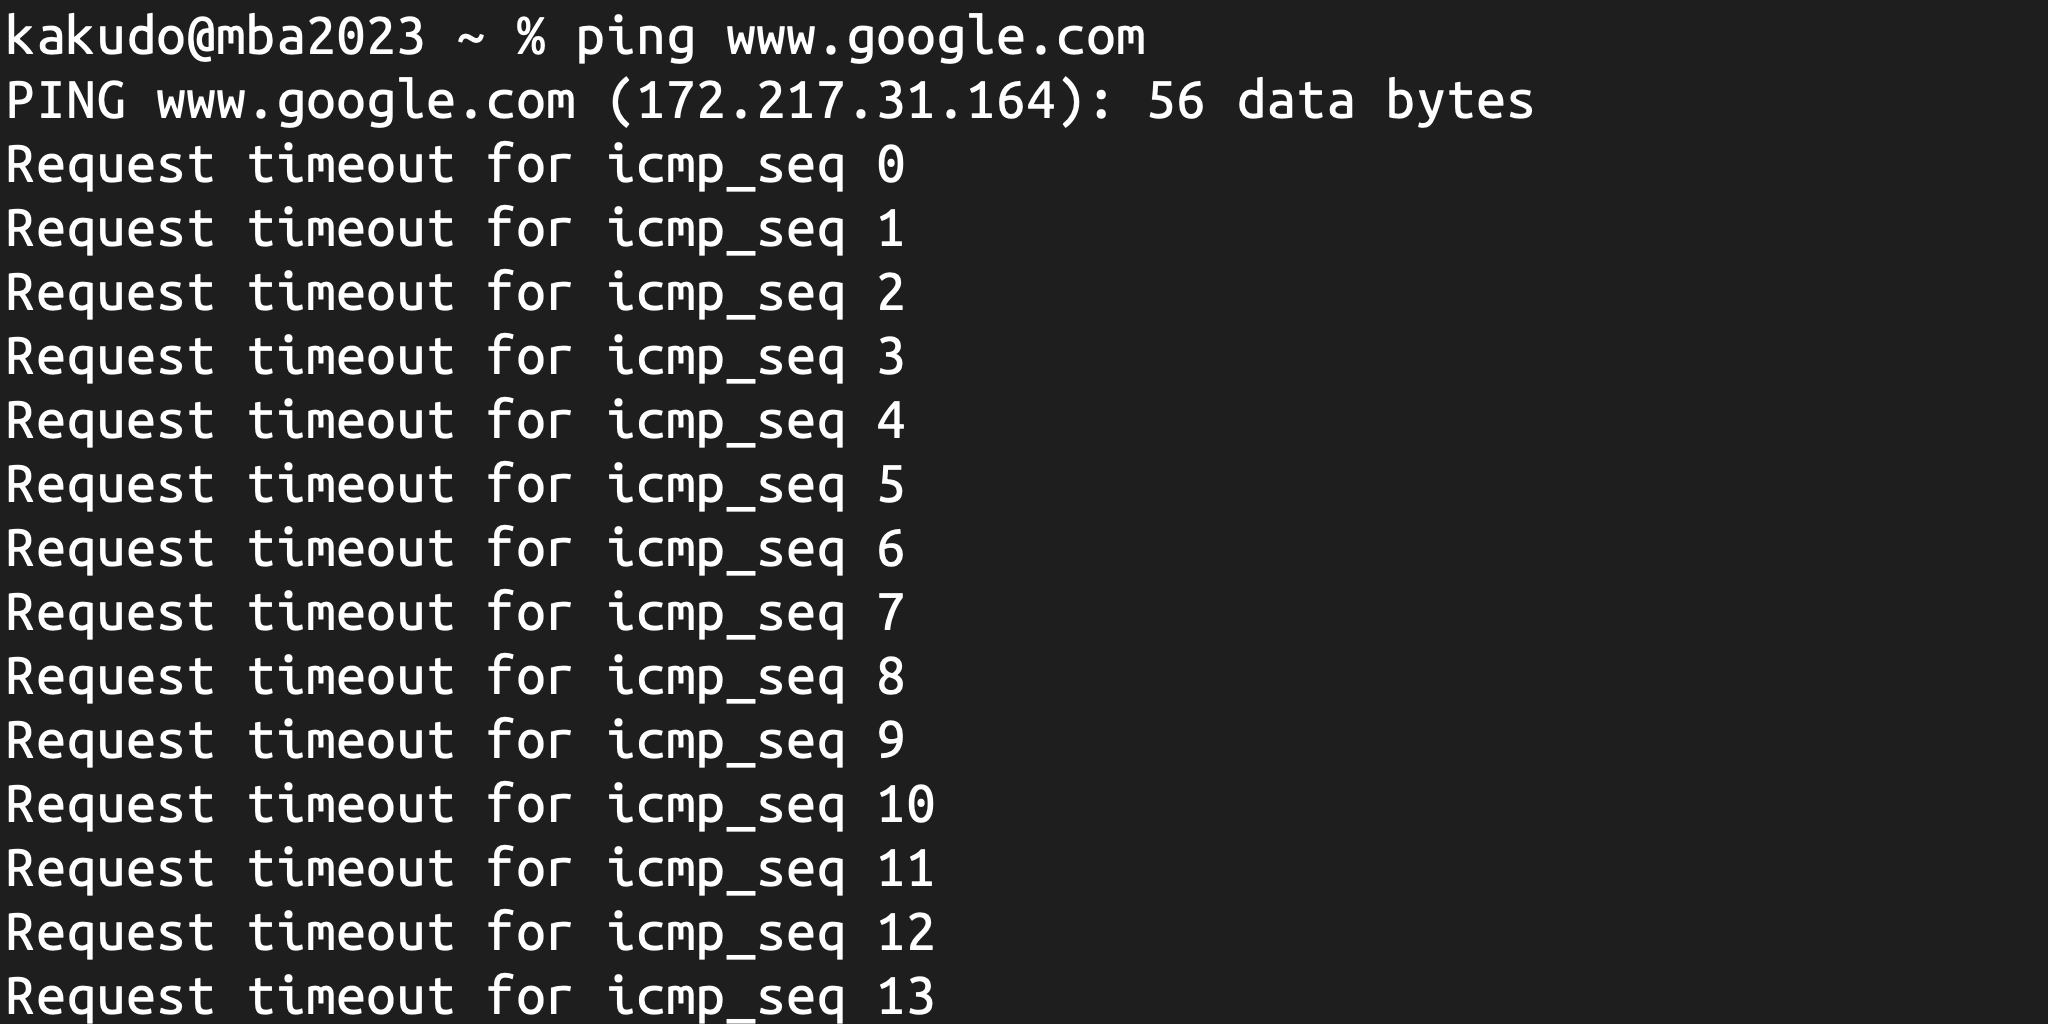 kakudo@mba2023 ~ % ping www.google.com
PING www.google.com (172.217.31.164): 56 data bytes
Request timeout for icmp_seq 0
Request timeout for icmp_seq 1
Request timeout for icmp_seq 2
Request timeout for icmp_seq 3
Request timeout for icmp_seq 4
Request timeout for icmp_seq 5
Request timeout for icmp_seq 6
Request timeout for icmp_seq 7
Request timeout for icmp_seq 8
Request timeout for icmp_seq 9
Request timeout for icmp_seq 10
Request timeout for icmp_seq 11
Request timeout for icmp_seq 12
Request timeout for icmp_seq 13